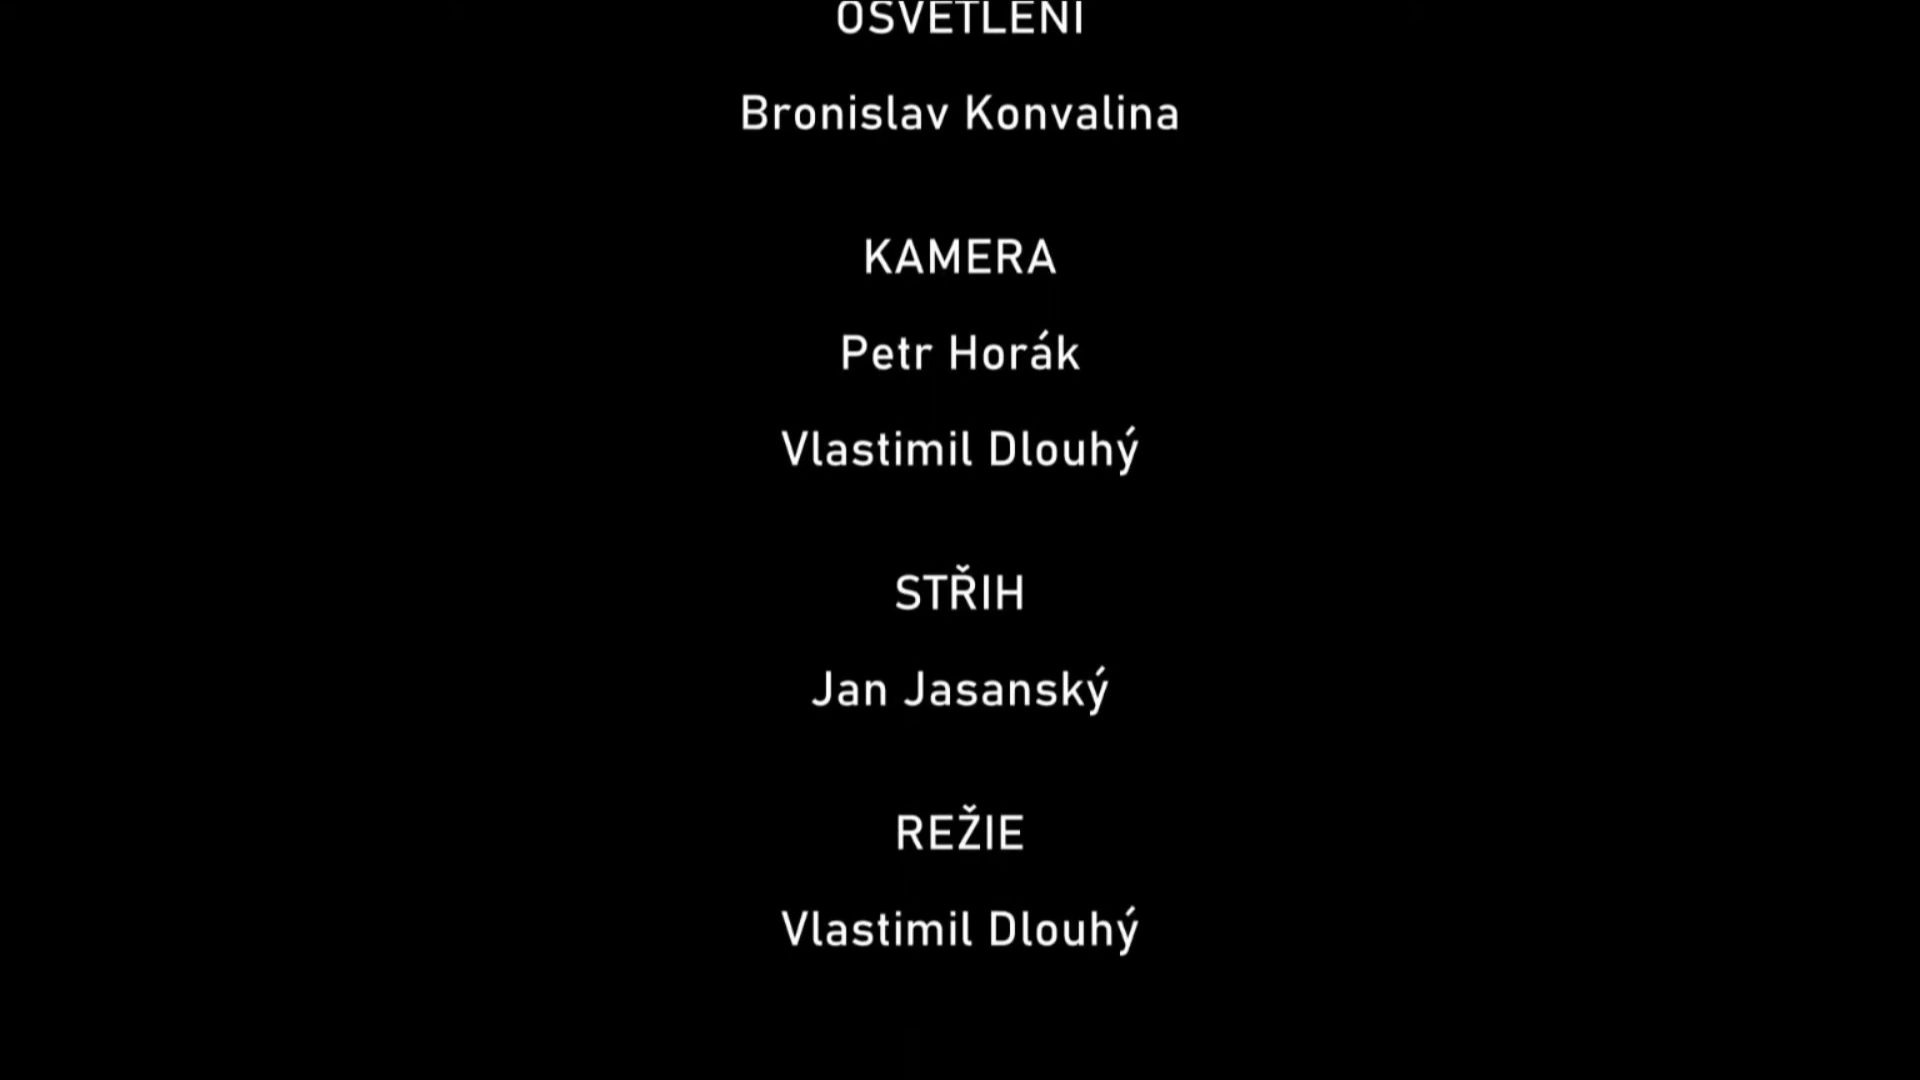 OSVĚTLENÍ
Bronislav Konvalina
KAMERA
Petr Horák
Vlastimil Dlouhý
STŘIH
Jan Jasanský
REŽIE
Vlastimil Dlouhý